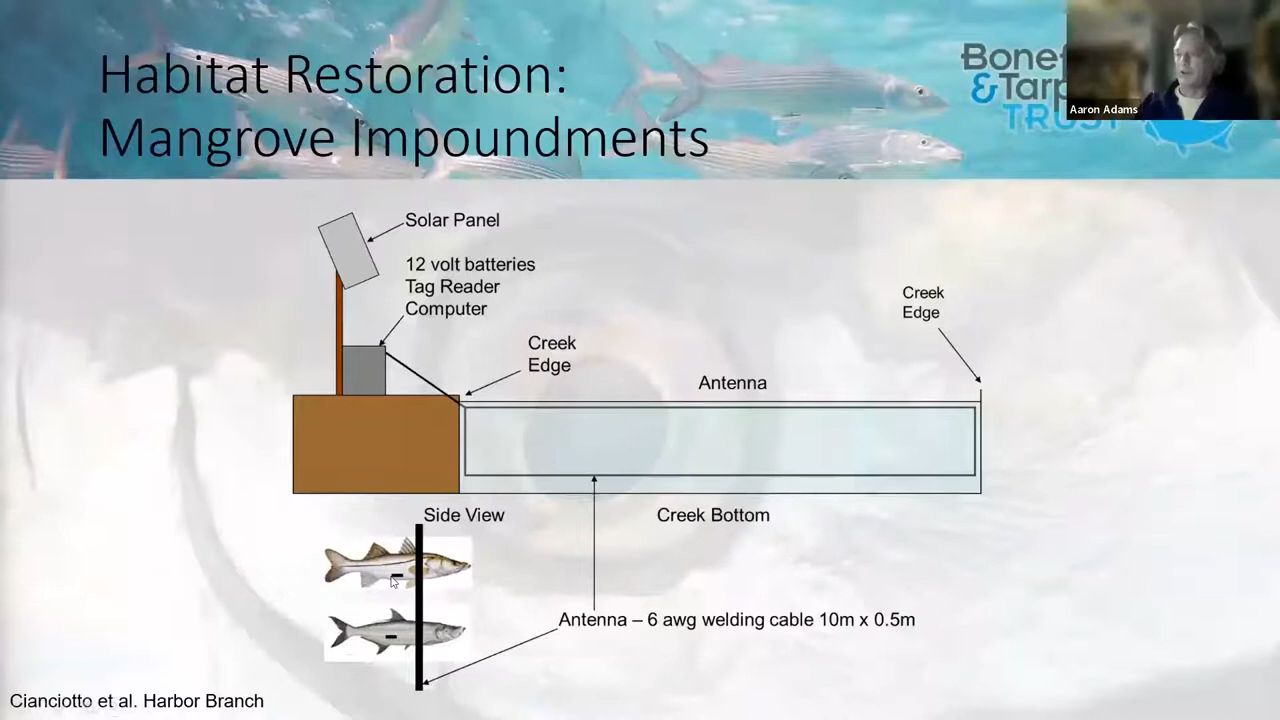 Habitat Restoration:
Mangrove Impoundments
&
TRUST
Aaron Adams
Solar Panel
12 volt batteries
Tag Reader
Computer
Creek
Edge
Creek
Edge
Antenna
Side View
Creek Bottom
Antenna – 6 awg welding cable 10m x 0.5m
Cianciotto et al. Harbor Branch